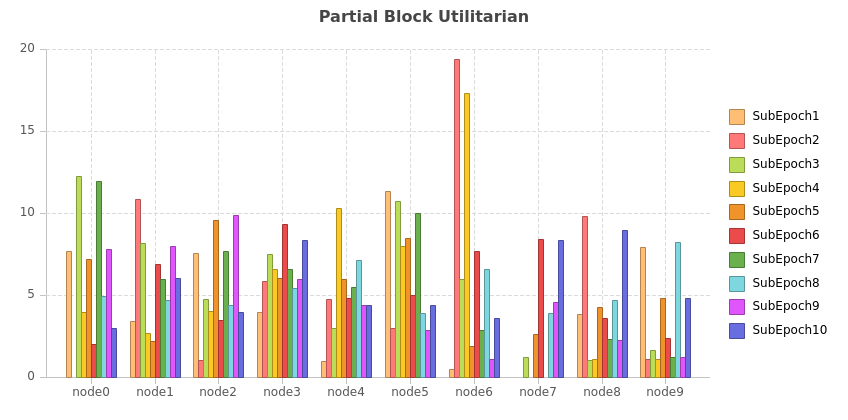 Partial Block Utilitarian
20
15
10
5
0
node0 node1 node2 node3 node4 node5 node6 node7 node8 node9
SubEpoch1
SubEpoch2
SubEpoch3
SubEpoch4
SubEpoch5
SubEpoch6
SubEpoch7
SubEpoch8
SubEpoch9
SubEpoch10